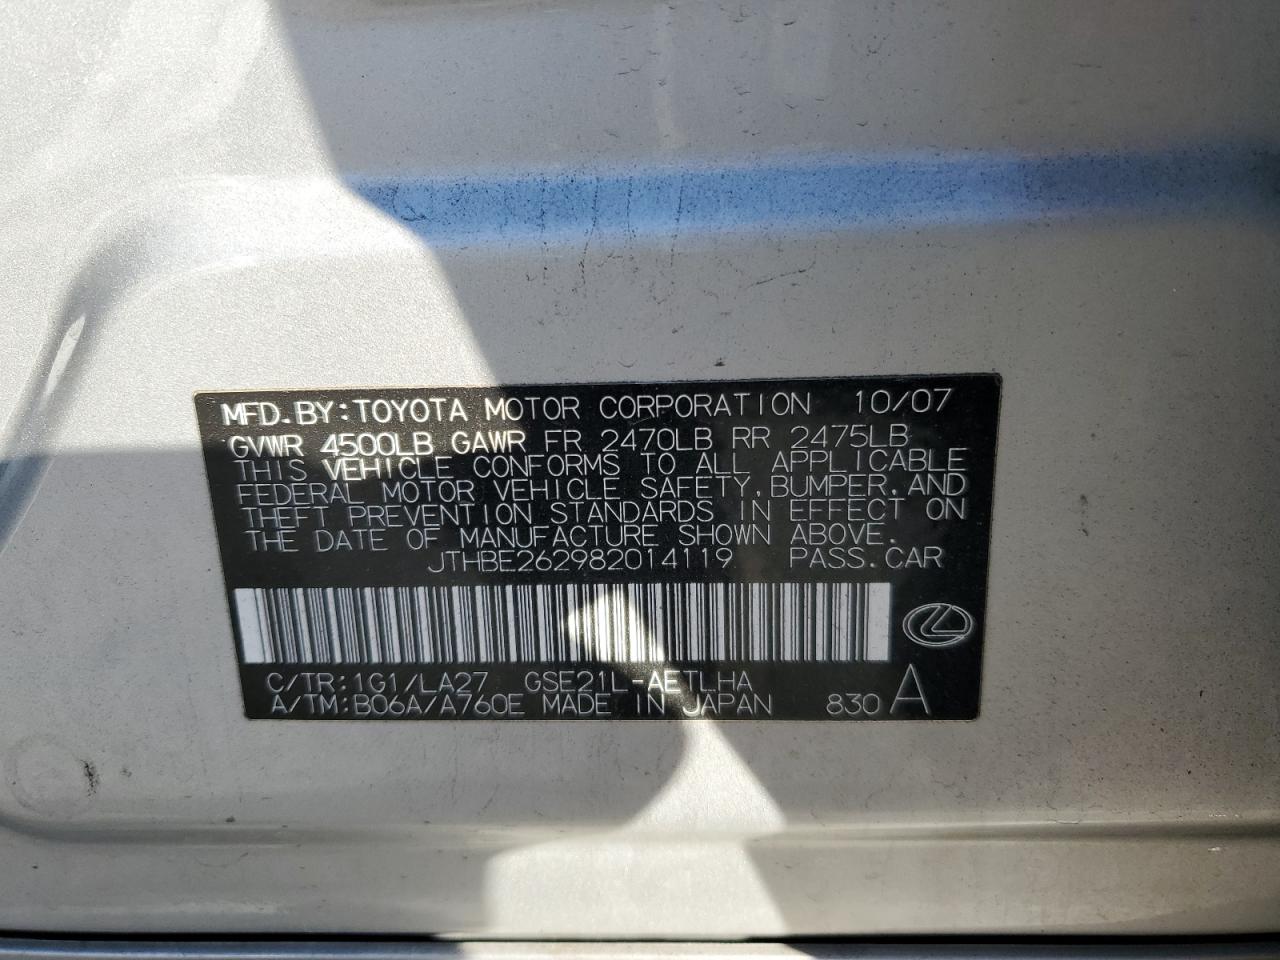 MFD.BY:TOYOTA MOTOR CORPORATION 10/07
GVWR 4500LB GAWR FR 2470LB RR 2475LB
THIS VEHICLE CONFORMS TO ALL APPLICABLE
FEDERAL MOTOR VEHICLE SAFETY,BUMPER,AND
THEFT PREVENTION STANDARDS IN EFFECT ON
THE DATE OF MANUFACTURE SHOWN ABOVE.
JTHBE262982014119 PASS.CAR
C/TR:1G1/LA27 GSE21L-AETLHA
A/TM:B06A/A760E MADE IN JAPAN 830 A